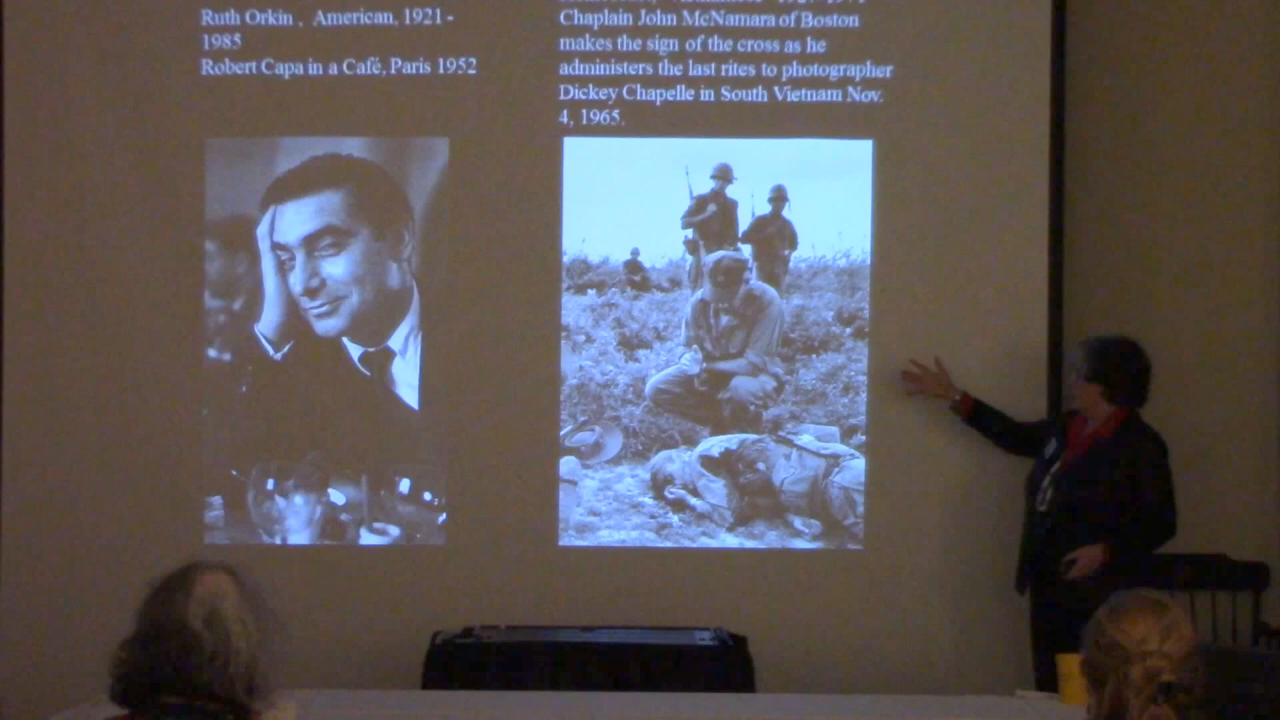 Ruth Orkin , American, 1921 -
1985
Robert Capa in a Café, Paris 1952
Chaplain John McNamara of Boston
makes the sign of the cross as he
administers the last rites to photographer
Dickey Chapelle in South Vietnam Nov.
4, 1965.